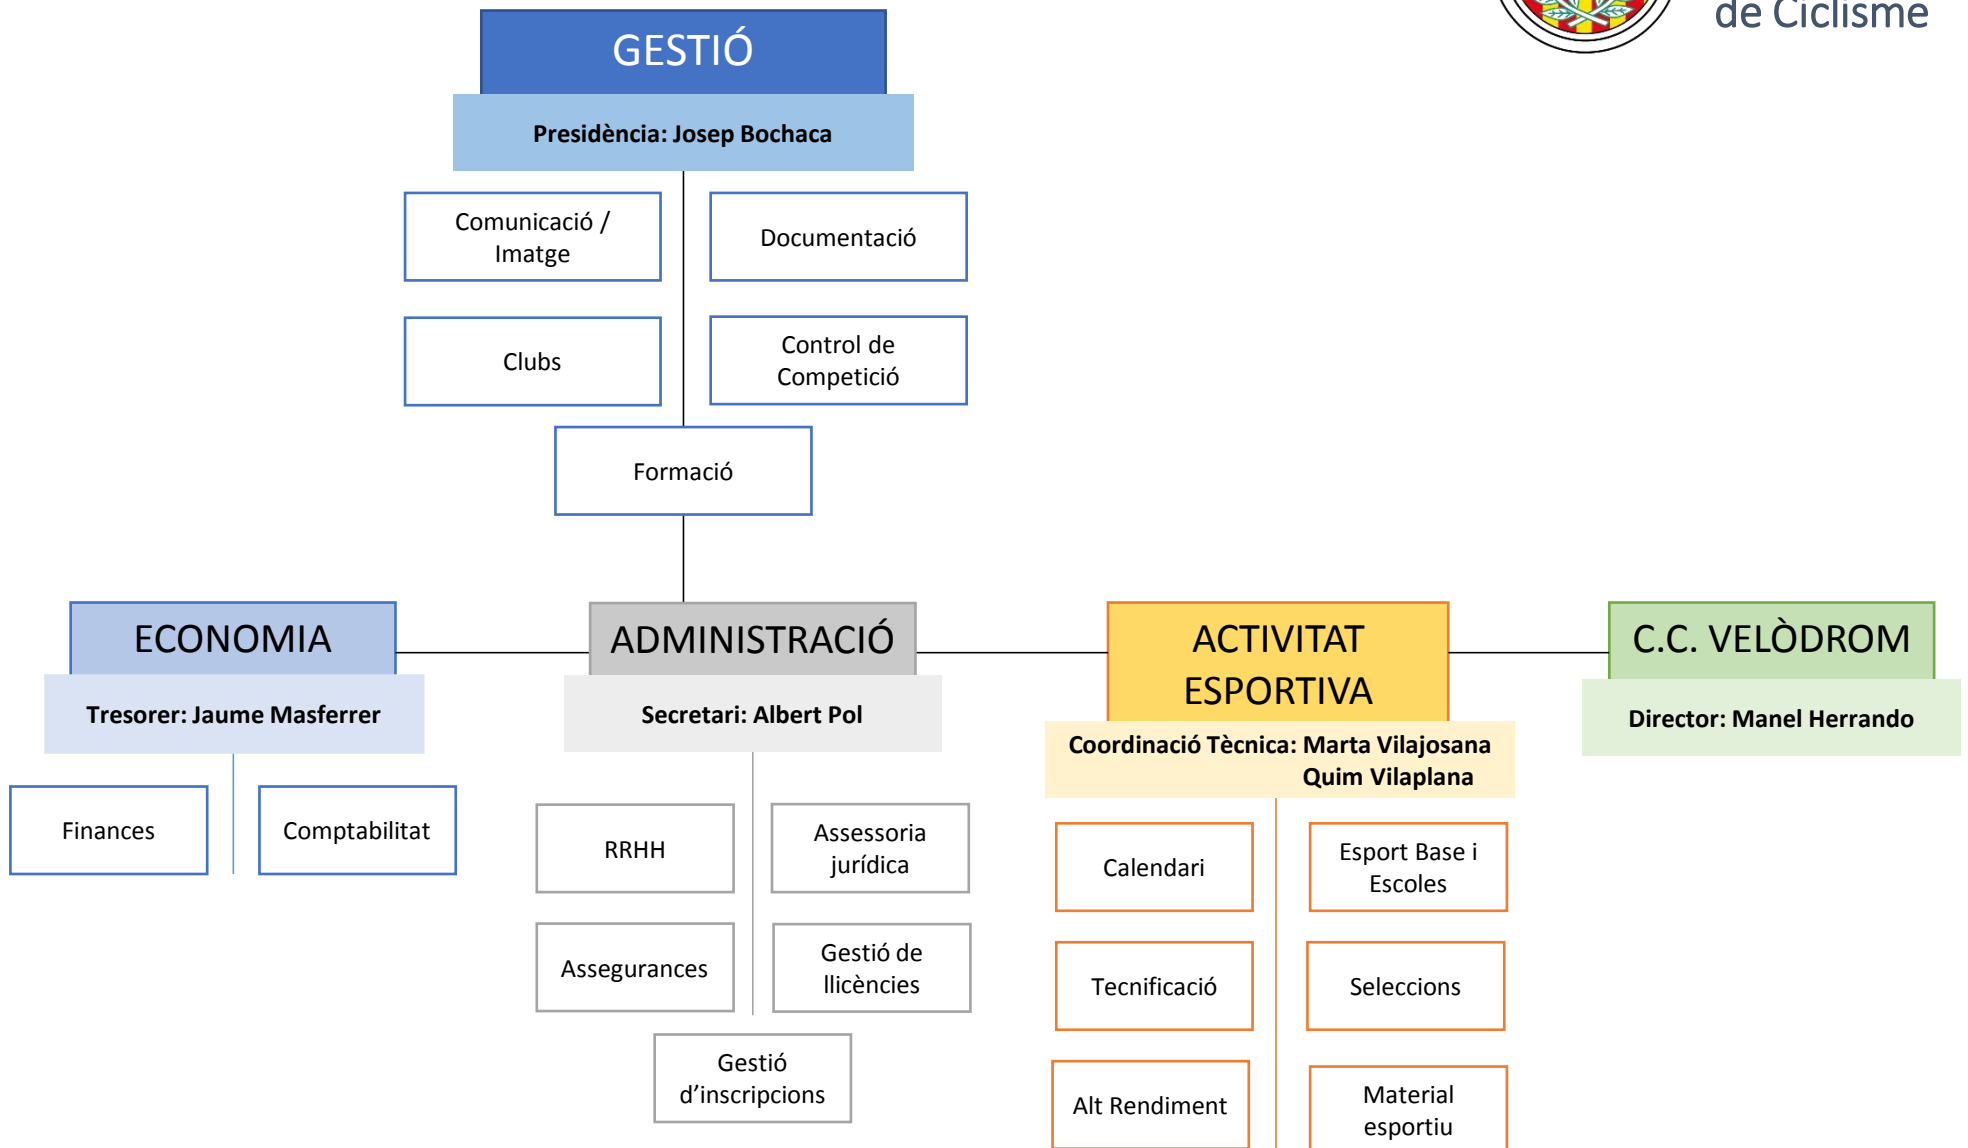 de Ciclisme
GESTIÓ
Presidència: Josep Bochaca
Comunicació /
Imatge
Documentació
Clubs
Control de
Competició
Formació
ECONOMIA
Tresorer: Jaume Masferrer
Finances
Comptabilitat
ADMINISTRACIÓ
Secretari: Albert Pol
RRHH
Assessoria
jurídica
Assegurances
Gestió de
llicències
Gestió
d’inscripcions
ACTIVITAT
ESPORTIVA
Coordinació Tècnica: Marta Vilajosana
Quim Vilaplana
Calendari
Esport Base i
Escoles
Tecnificació
Seleccions
Alt Rendiment
Material
esportiu
C.C. VELÒDROM
Director: Manel Herrando